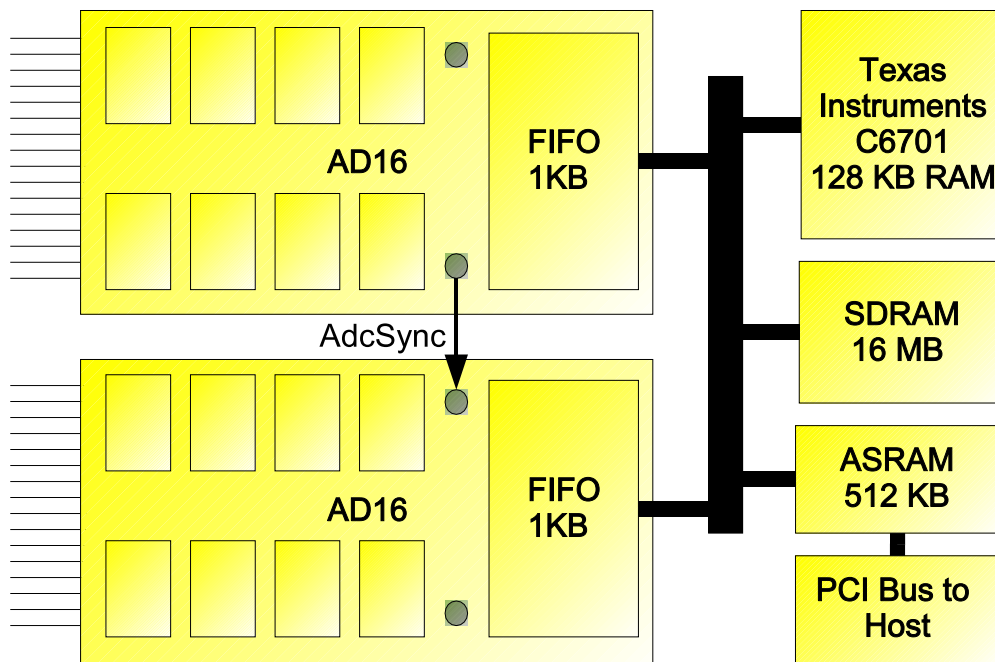 AD16
FIFO
1KB
AdcSync
AD16
FIFO
1KB
Texas
Instruments
C6701
128 KB RAM
SDRAM
16 MB
ASRAM
512 KB
PCI Bus to
Host